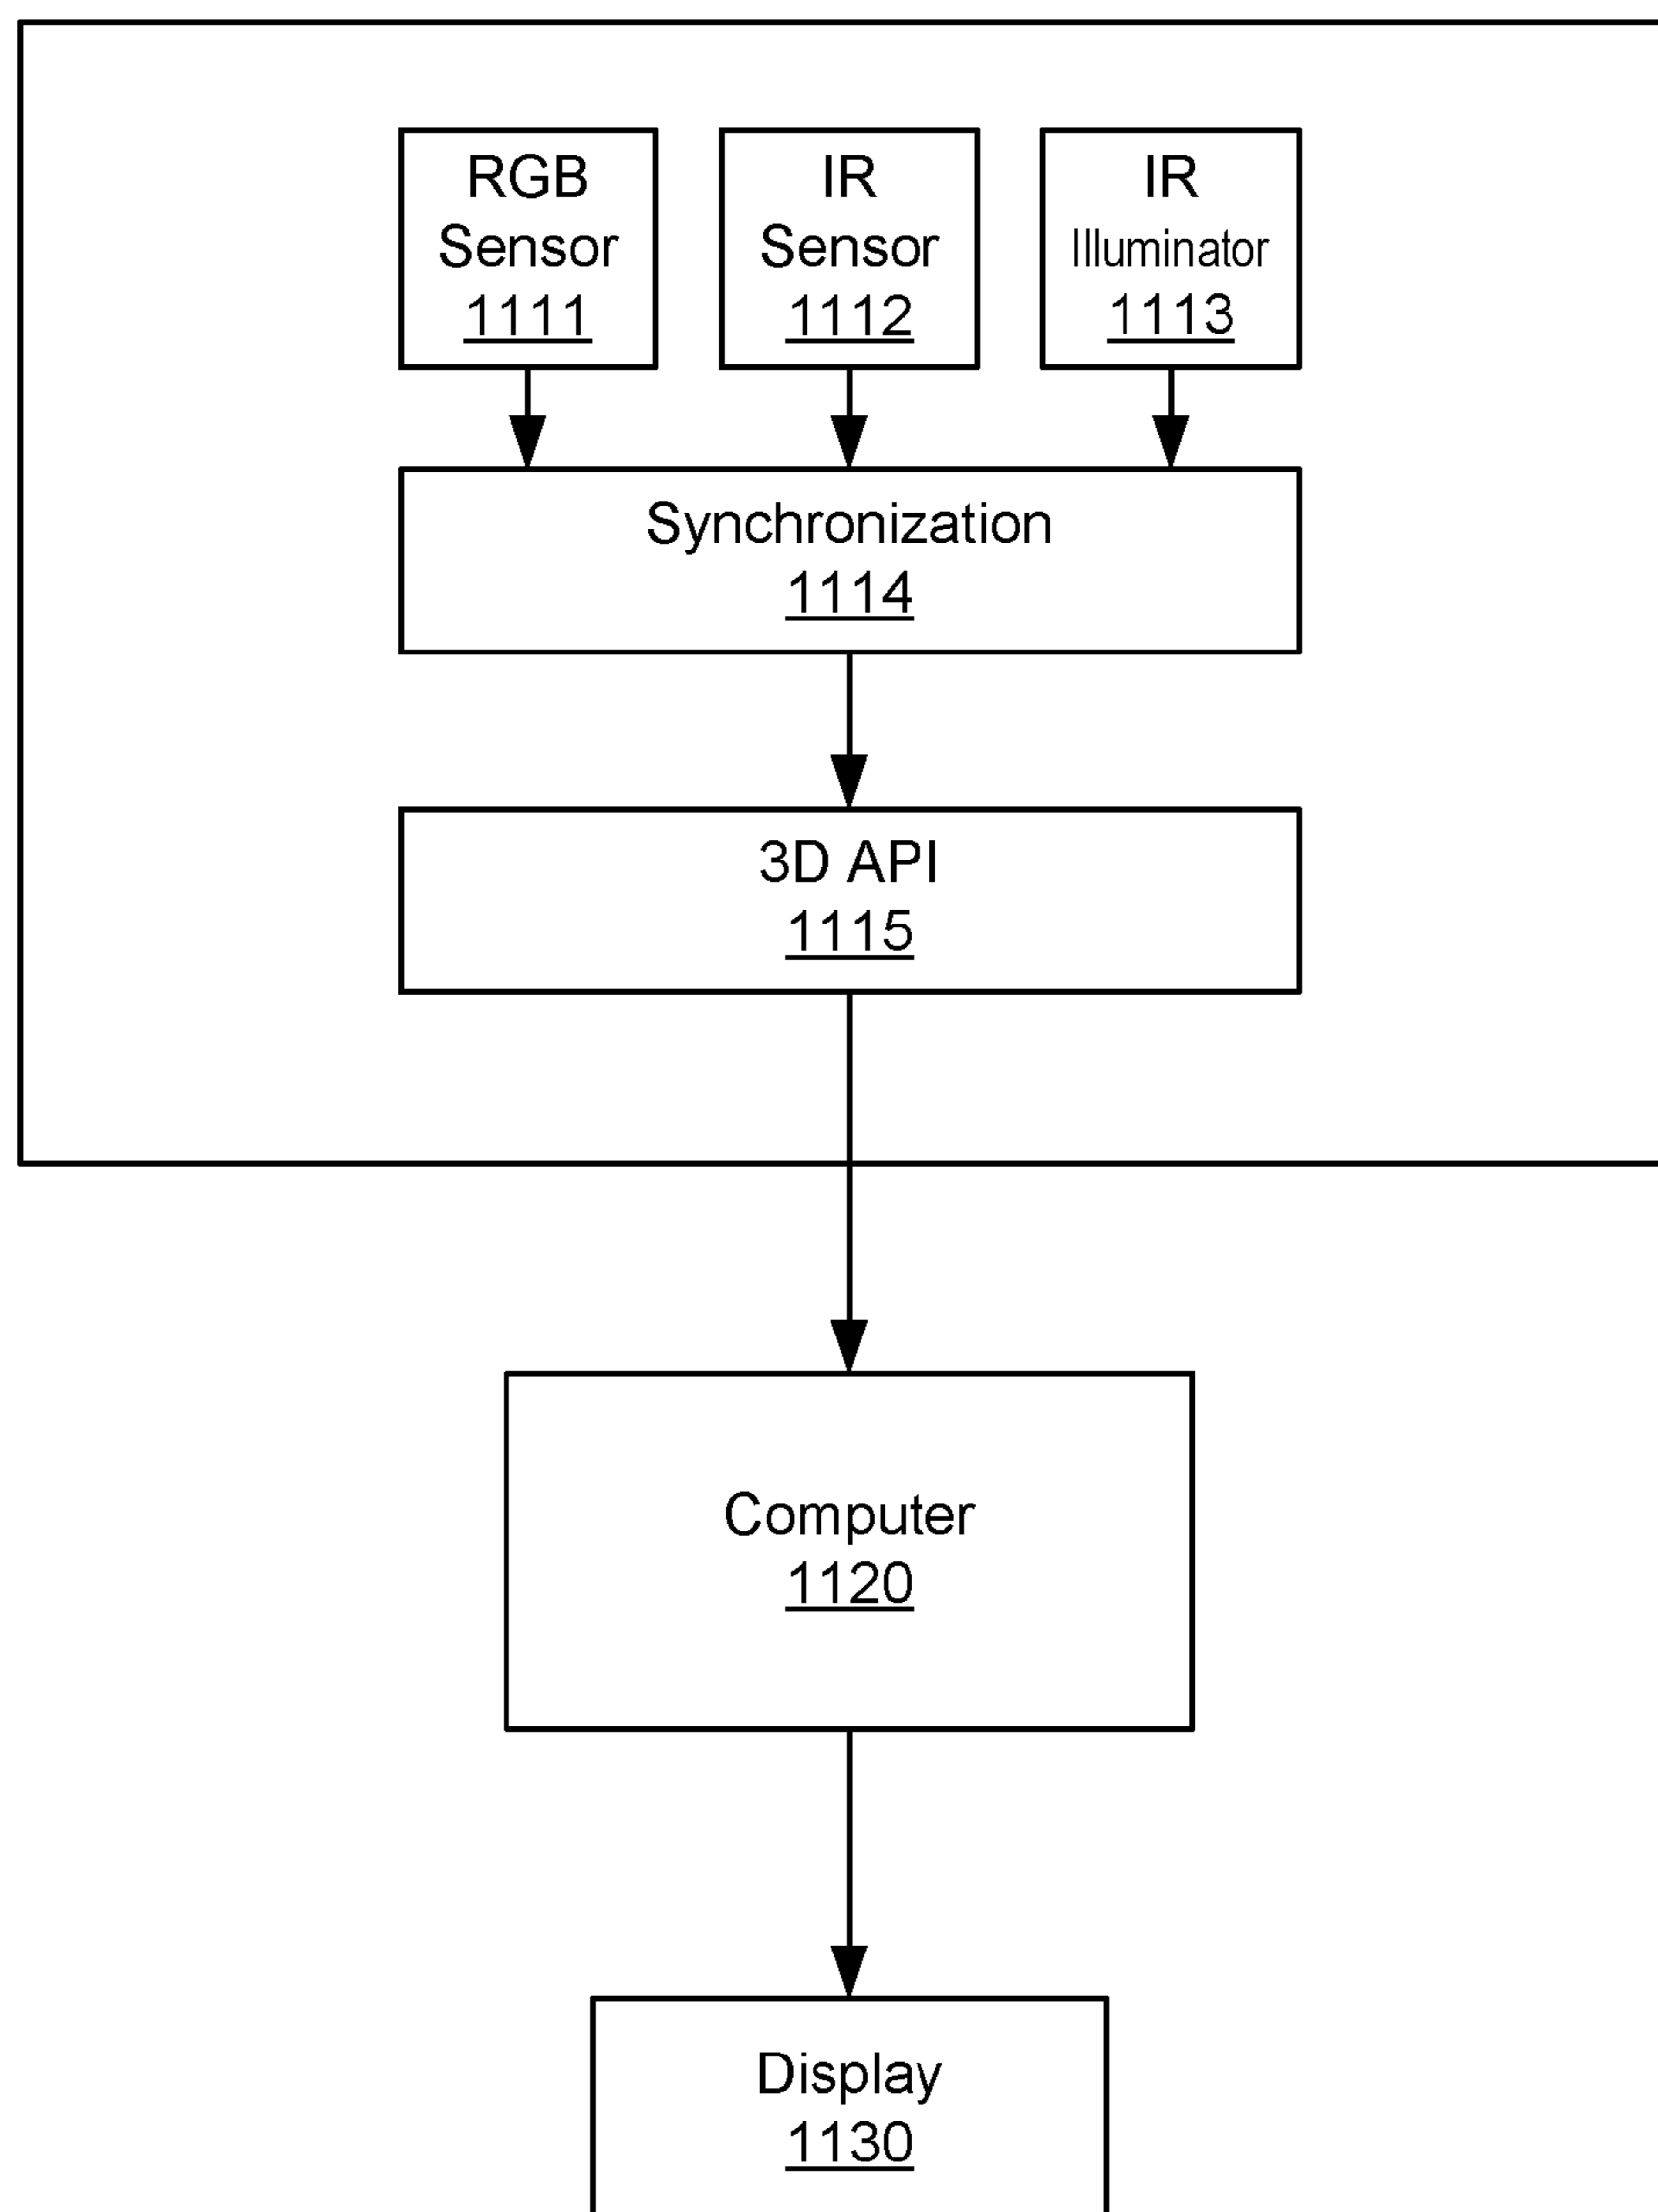 RGB
Sensor
1111
IR
Sensor
1112
IR
Illuminator
1113
Synchronization
1114
3D API
1115
Computer
1120
Display
1130